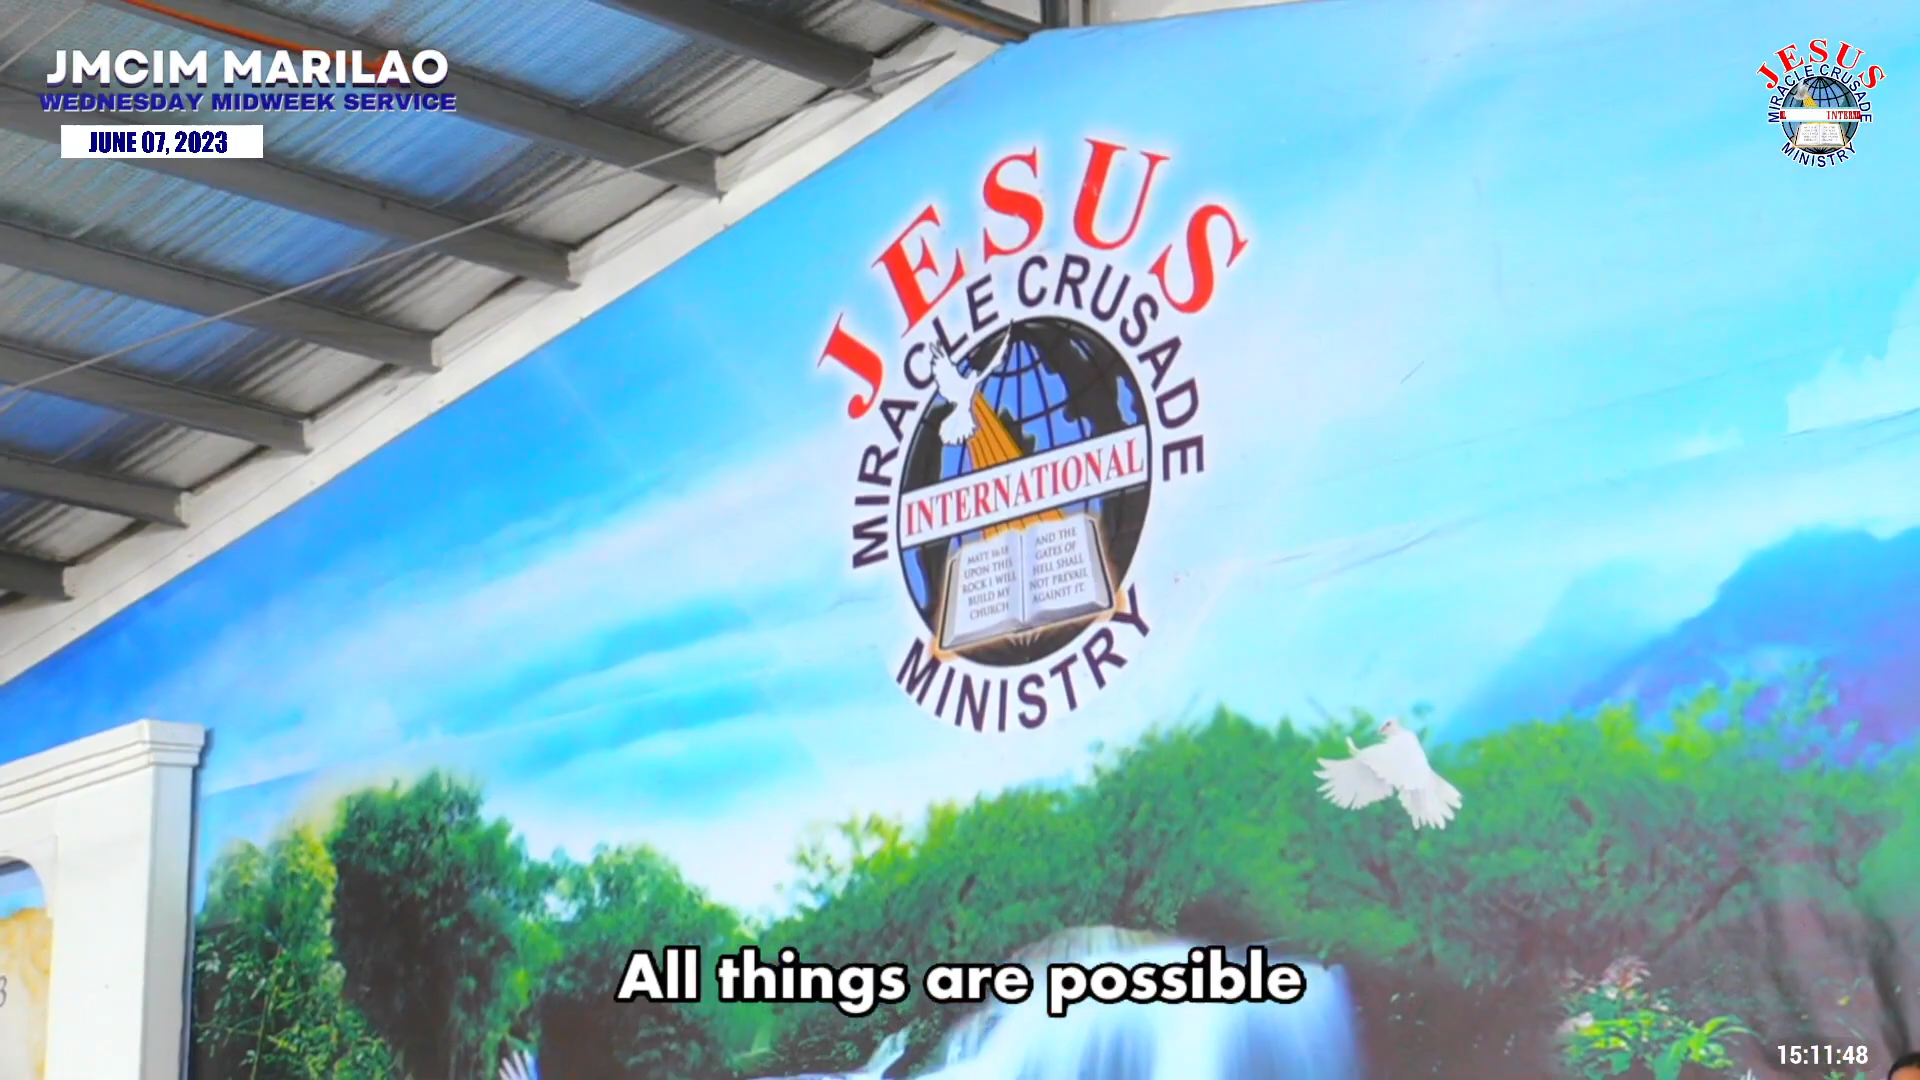 JMCIM MARILAO
WEDNESDAY MIDWEEK SERVICE
JUNE 07, 2023
JESUS
MIRACLE CRUSADE
INTERN
MINISTRY
JESUS
MIRACLE CRUSADE
INTERNATIONAL
MATT 16:18
UPON THIS
ROCK I WILL
BUILD MY
CHURCH
AND THE
GATES OF
HELL SHALL
NOT PREVAIL
AGAINST IT.
MINISTRY
All things are possible
15:11:48